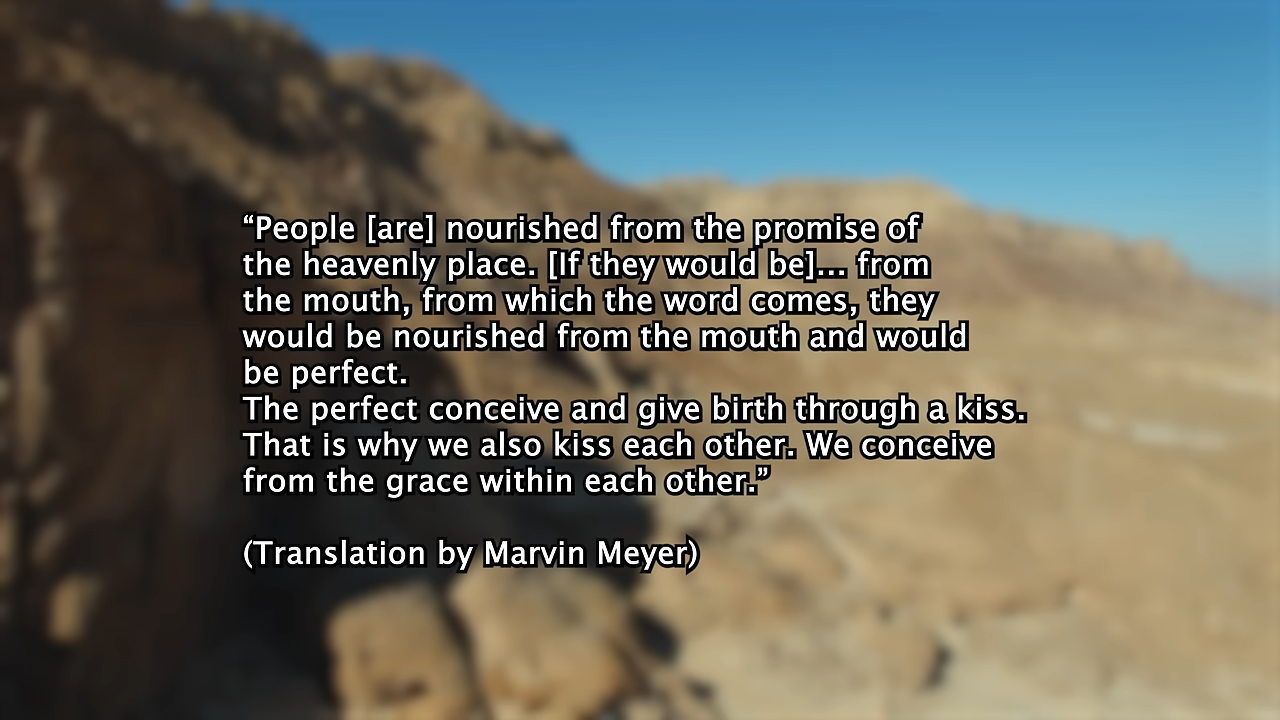 “People [are] nourished from the promise of
the heavenly place. [If they would be]... from
the mouth, from which the word comes, they
would be nourished from the mouth and would
be perfect.
The perfect conceive and give birth through a kiss.
That is why we also kiss each other. We conceive
from the grace within each other.”
(Translation by Marvin Meyer)